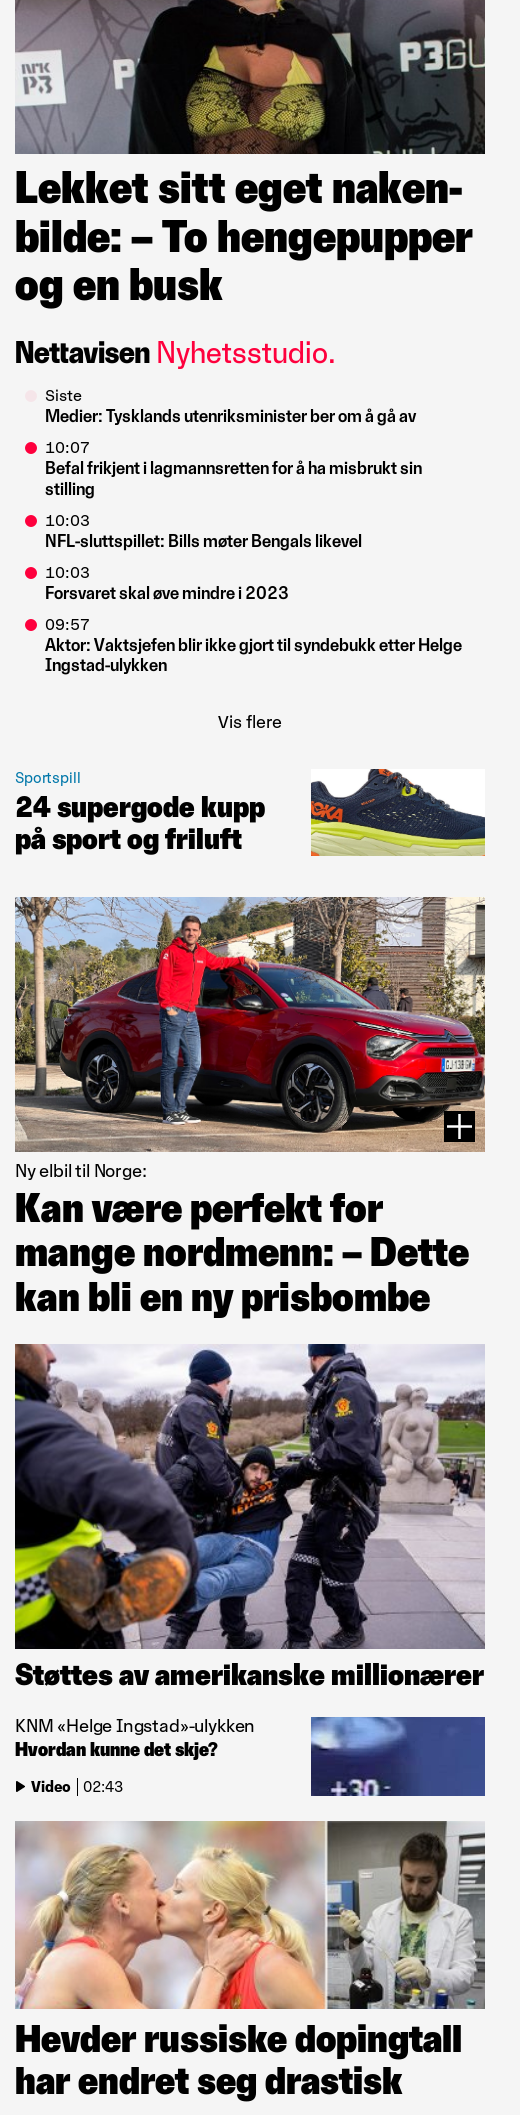 nrk
P3
P
P3GU
Lekket sitt eget naken-
bilde: – To hengepupper
og en busk
Nettavisen Nyhetsstudio.
Siste
Medier: Tysklands utenriksminister ber om å gå av
10:07
Befal frikjent i lagmannsretten for å ha misbrukt sin
stilling
10:03
NFL-sluttspillet: Bills møter Bengals likevel
10:03
Forsvaret skal øve mindre i 2023
09:57
Aktor: Vaktsjefen blir ikke gjort til syndebukk etter Helge
Ingstad-ulykken
Vis flere
Sportspill
24 supergode kupp
på sport og friluft
HOKA
Ny elbil til Norge:
Kan være perfekt for
mange nordmenn: – Dette
kan bli en ny prisbombe
Støttes av amerikanske millionærer
KNM «Helge Ingstad»-ulykken
Hvordan kunne det skje?
Video 02:43
+30
Hevder russiske dopingtall
har endret seg drastisk